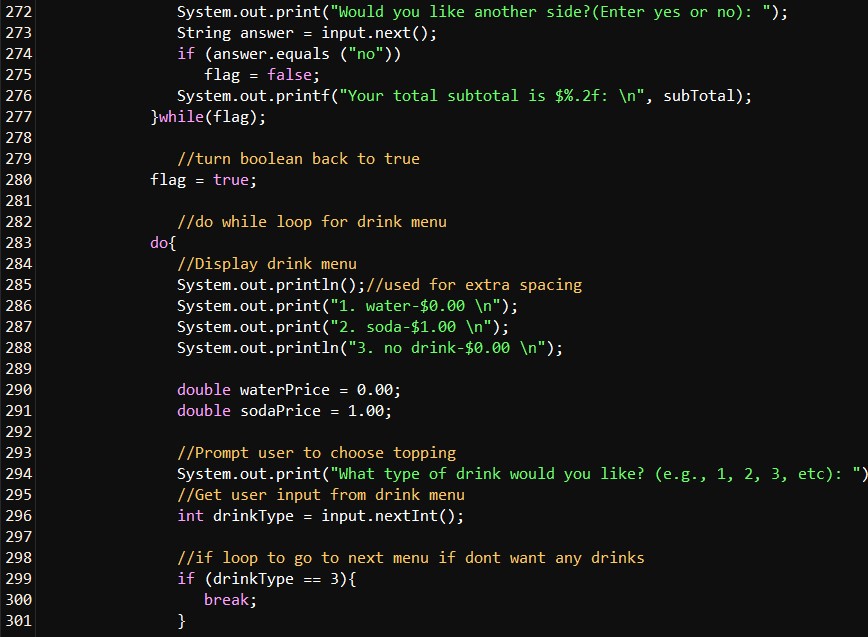 272 System.out.print("Would you like another side?(Enter yes or no): ");
273 String answer = input.next();
274 if (answer.equals ("no"))
275 flag = false;
276 System.out.printf("Your total subtotal is $%.2f: \n", subTotal);
277 }while(flag);
278
279 //turn boolean back to true
280 flag = true;
281
282 //do while loop for drink menu
283 do{
284 //Display drink menu
285 System.out.println();//used for extra spacing
286 System.out.print("1. water-$0.00 \n");
287 System.out.print("2. soda-$1.00 \n");
288 System.out.println("3. no drink-$0.00 \n");
289
290 double waterPrice = 0.00;
291 double sodaPrice = 1.00;
292
293 //Prompt user to choose topping
294 System.out.print("What type of drink would you like? (e.g., 1, 2, 3, etc): ")
295 //Get user input from drink menu
296 int drinkType = input.nextInt();
297
298 //if loop to go to next menu if dont want any drinks
299 if (drinkType == 3){
300 break;
301 }